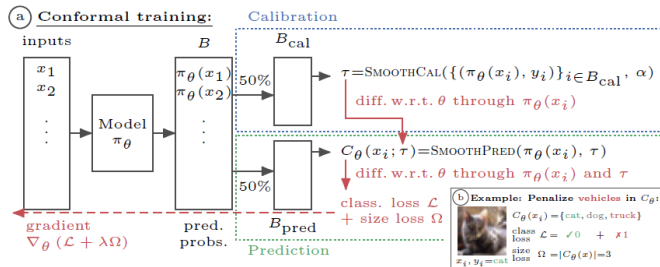 a Conformal training:
inputs
x1
x2
Model
πθ
B
πθ(x1)
πθ(x2)
50%
50%
pred.
probs.
Calibration
Bcal
τ=SMOOTHCAL({(πθ(xi), yi)}i∈Bcal, α)
diff. w.r.t. θ through πθ(xi)
Cθ(xi; τ)=SMOOTHPRED(πθ(xi), τ)
diff. w.r.t. θ through πθ(xi) and τ
class. loss L
+ size loss Ω
Bpred
Prediction
gradient
∇θ(L + λΩ)
b Example: Penalize vehicles in Cθ:
Cθ(xi)={cat, dog, truck}
class
loss L= ✓0 + ✗1
size
loss Ω =|Cθ(x)|=3
xi, yi=cat